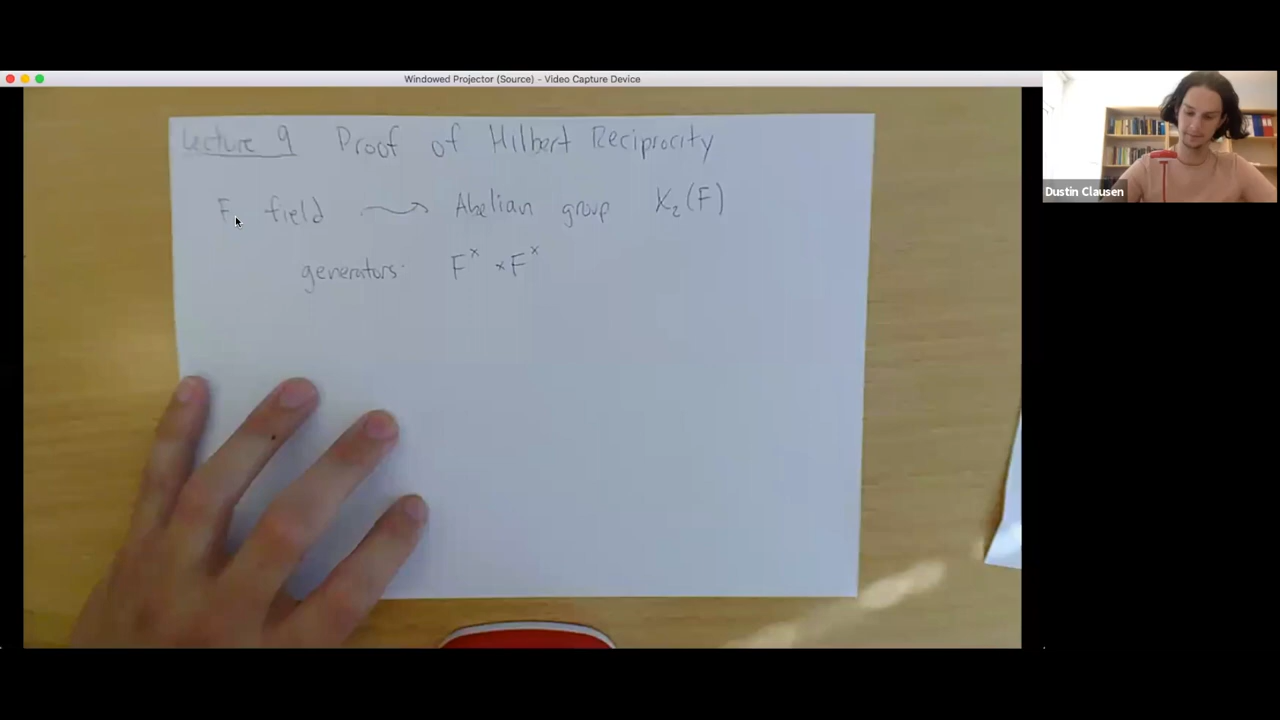 Windowed Projector (Source) - Video Capture Device
Lecture 9 Proof of Hilbert Reciprocity
F field ⟿ Abelian group K₂(F)
generators: F^× × F^×
Dustin Clausen